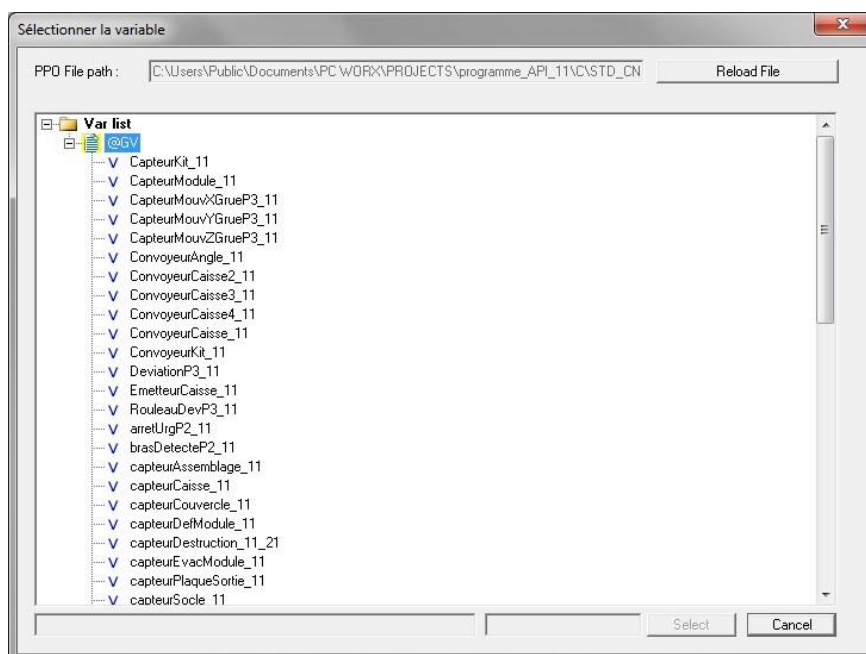 Sélectionner la variable
PPO File path : C:\Users\Public\Documents\PC WORX\PROJECTS\programme_API_11\C\STD_CN Reload File
Var list
@GV
CapteurKit_11
CapteurModule_11
CapteurMouvXGrueP3_11
CapteurMouvYGrueP3_11
CapteurMouvZGrueP3_11
ConvoyeurAngle_11
ConvoyeurCaisse2_11
ConvoyeurCaisse3_11
ConvoyeurCaisse4_11
ConvoyeurCaisse_11
ConvoyeurKit_11
DeviationP3_11
EmetteurCaisse_11
RouleauDevP3_11
arretUrgP2_11
brasDetecteP2_11
capteurAssemblage_11
capteurCaisse_11
capteurCouvercle_11
capteurDefModule_11
capteurDestruction_11_21
capteurEvacModule_11
capteurPlaqueSortie_11
capteurSocle_11
Select Cancel